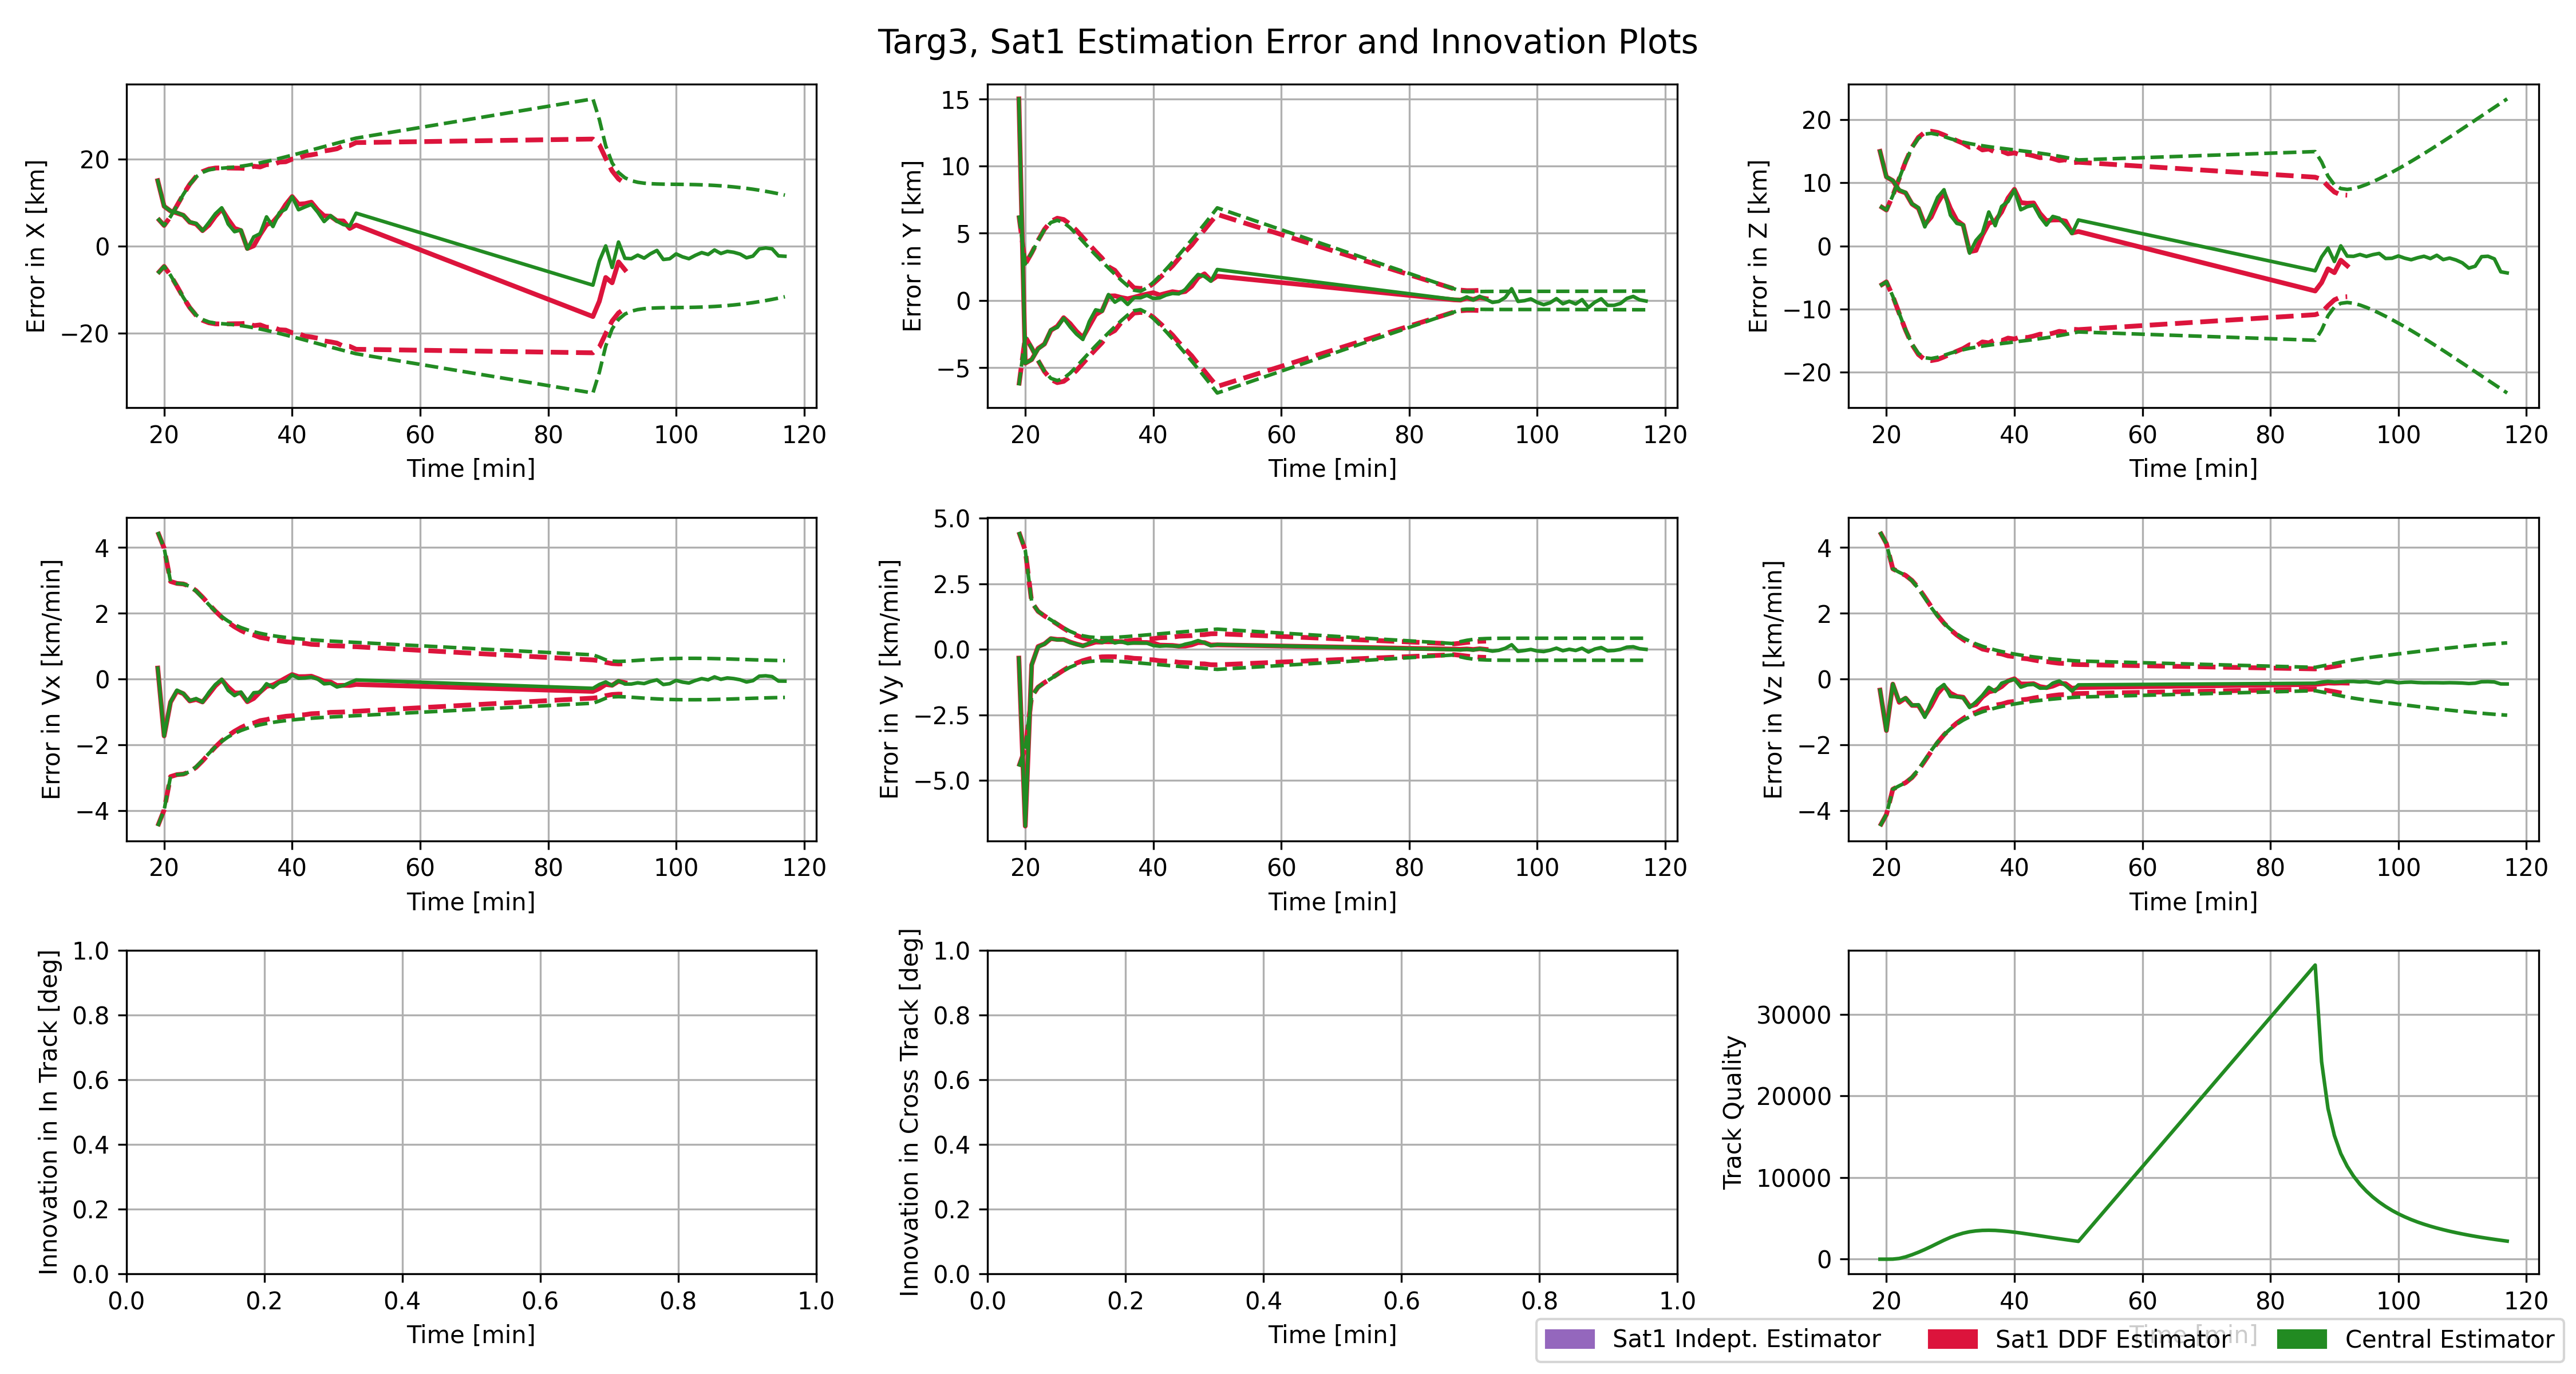 Targ3, Sat1 Estimation Error and Innovation Plots
Error in X [km]
20
0
−20
20 40 60 80 100 120
Time [min]
Error in Y [km]
15
10
5
0
−5
20 40 60 80 100 120
Time [min]
Error in Z [km]
20
10
0
−10
−20
20 40 60 80 100 120
Time [min]
Error in Vx [km/min]
4
2
0
−2
−4
20 40 60 80 100 120
Time [min]
Error in Vy [km/min]
5.0
2.5
0.0
−2.5
−5.0
20 40 60 80 100 120
Time [min]
Error in Vz [km/min]
4
2
0
−2
−4
20 40 60 80 100 120
Time [min]
Innovation in In Track [deg]
1.0
0.8
0.6
0.4
0.2
0.0
0.0 0.2 0.4 0.6 0.8 1.0
Time [min]
Innovation in Cross Track [deg]
1.0
0.8
0.6
0.4
0.2
0.0
0.0 0.2 0.4 0.6 0.8 1.0
Time [min]
Track Quality
30000
20000
10000
0
20 40 60 80 100 120
Time [min]
Sat1 Indept. Estimator Sat1 DDF Estimator Central Estimator